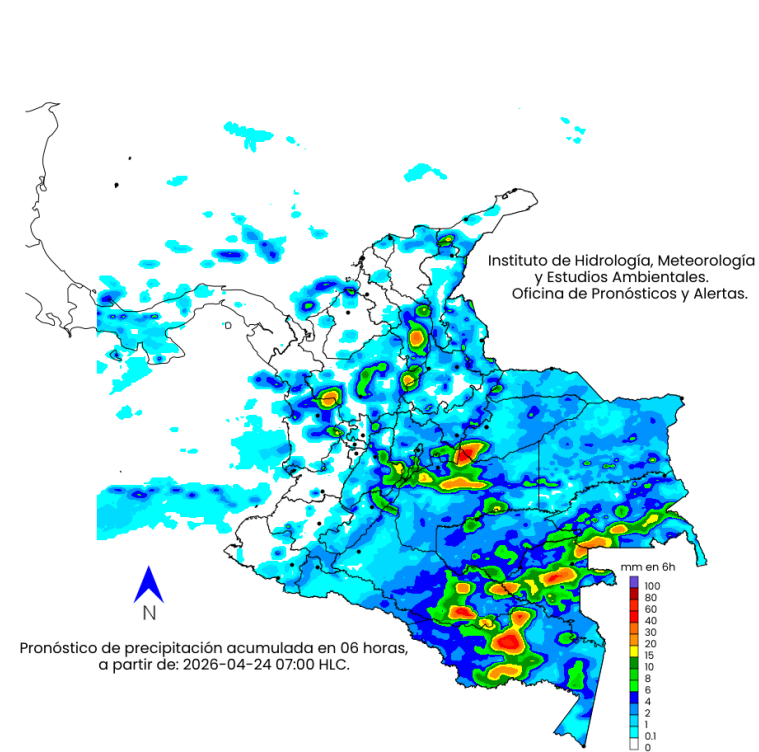 Instituto de Hidrología, Meteorología
y Estudios Ambientales.
Oficina de Pronósticos y Alertas.
mm en 6h
100
80
60
40
30
20
15
10
8
6
4
2
1
0.1
0
N
Pronóstico de precipitación acumulada en 06 horas,
a partir de: 2026-04-24 07:00 HLC.